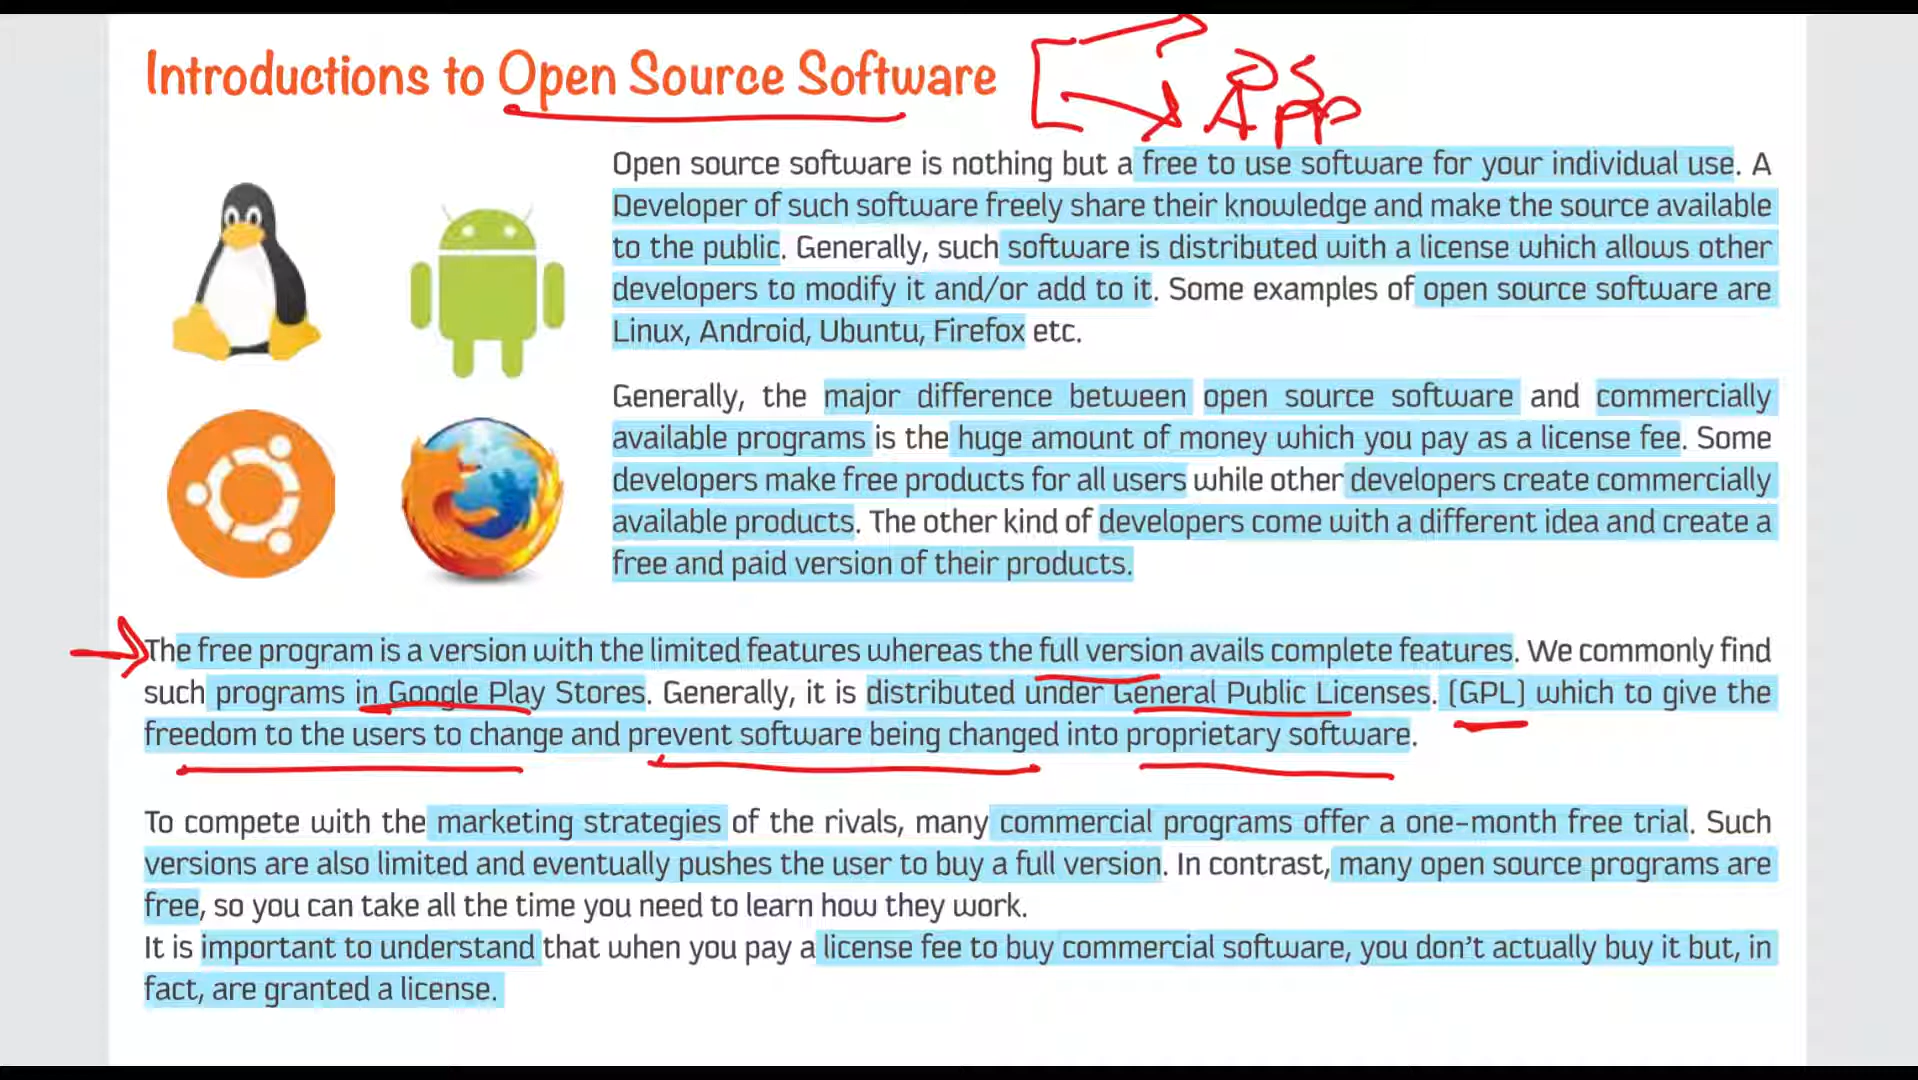 Introductions to Open Source Software
OS
App
Open source software is nothing but a free to use software for your individual use. A
Developer of such software freely share their knowledge and make the source available
to the public. Generally, such software is distributed with a license which allows other
developers to modify it and/or add to it. Some examples of open source software are
Linux, Android, Ubuntu, Firefox etc.
Generally, the major difference between open source software and commercially
available programs is the huge amount of money which you pay as a license fee. Some
developers make free products for all users while other developers create commercially
available products. The other kind of developers come with a different idea and create a
free and paid version of their products.
The free program is a version with the limited features whereas the full version avails complete features. We commonly find
such programs in Google Play Stores. Generally, it is distributed under General Public Licenses. (GPL) which to give the
freedom to the users to change and prevent software being changed into proprietary software.
To compete with the marketing strategies of the rivals, many commercial programs offer a one-month free trial. Such
versions are also limited and eventually pushes the user to buy a full version. In contrast, many open source programs are
free, so you can take all the time you need to learn how they work.
It is important to understand that when you pay a license fee to buy commercial software, you don't actually buy it but, in
fact, are granted a license.